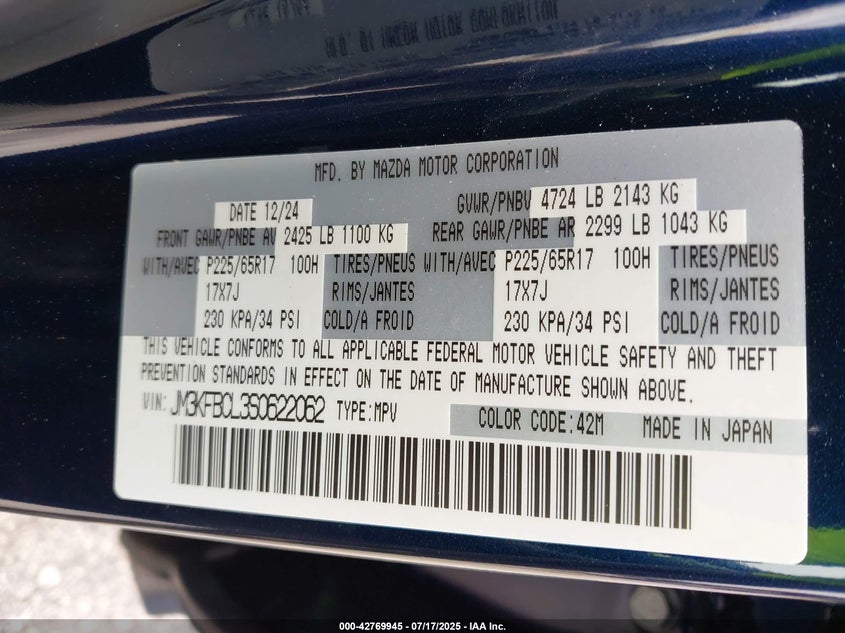 MFD. BY MAZDA MOTOR CORPORATION
DATE 12/24 GVWR/PNBV 4724 LB 2143 KG
FRONT GAWR/PNBE AV 2425 LB 1100 KG REAR GAWR/PNBE AR 2299 LB 1043 KG
WITH/AVEC P225/65R17 100H TIRES/PNEUS WITH/AVEC P225/65R17 100H TIRES/PNEUS
17X7J RIMS/JANTES 17X7J RIMS/JANTES
230 KPA/34 PSI COLD/A FROID 230 KPA/34 PSI COLD/A FROID
THIS VEHICLE CONFORMS TO ALL APPLICABLE FEDERAL MOTOR VEHICLE SAFETY AND THEFT
PREVENTION STANDARDS IN EFFECT ON THE DATE OF MANUFACTURE SHOWN ABOVE.
VIN: JM3KFBCL3S0622062 TYPE:MPV COLOR CODE:42M MADE IN JAPAN
000-42769945 - 07/17/2025 - IAA Inc.